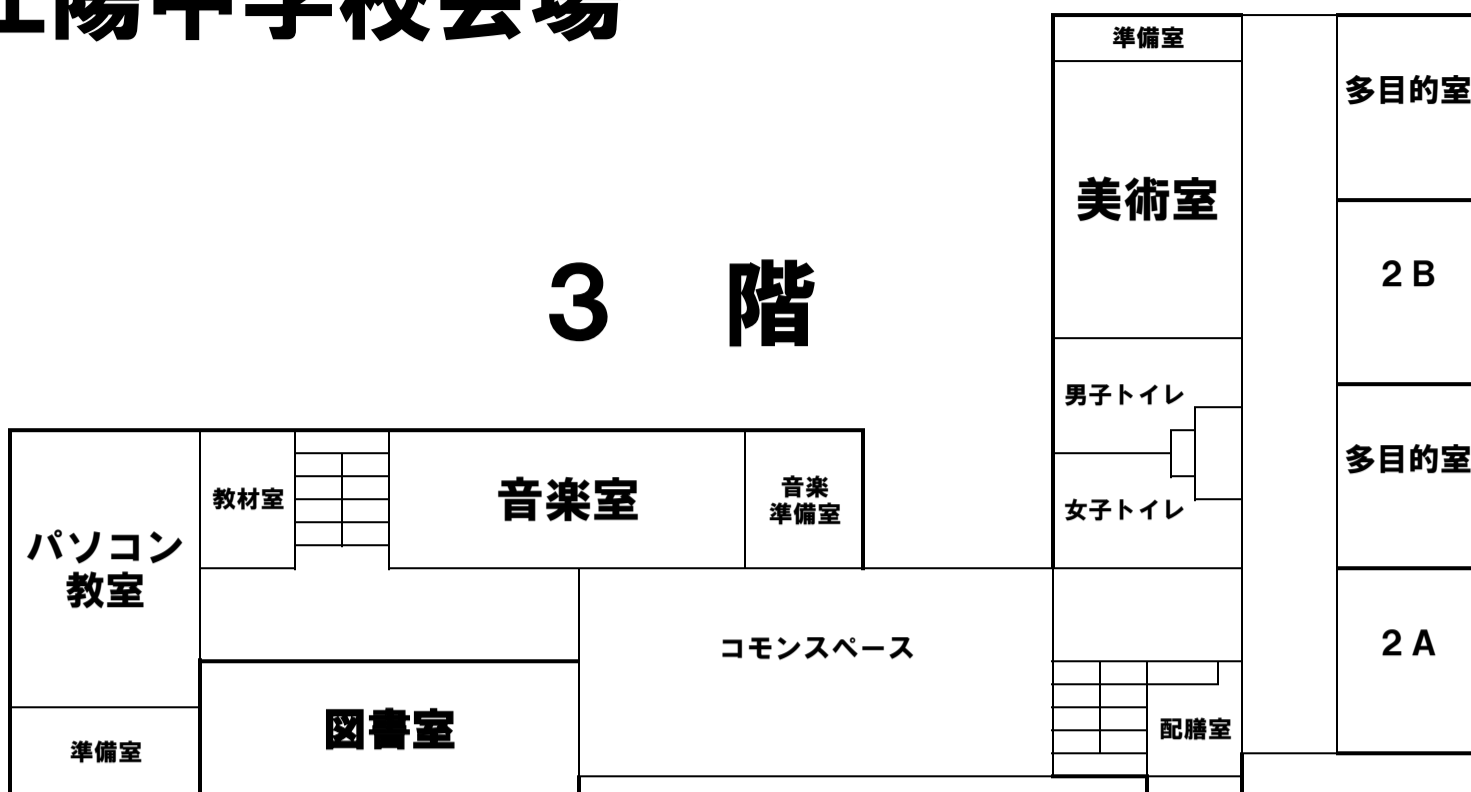 陽中学校会場
準備室
多目的室
美術室
２Ｂ
３　階
男子トイレ
多目的室
女子トイレ
教材室
音楽室
音楽
準備室
パソコン
教室
コモンスペース
２Ａ
図書室
配膳室
準備室